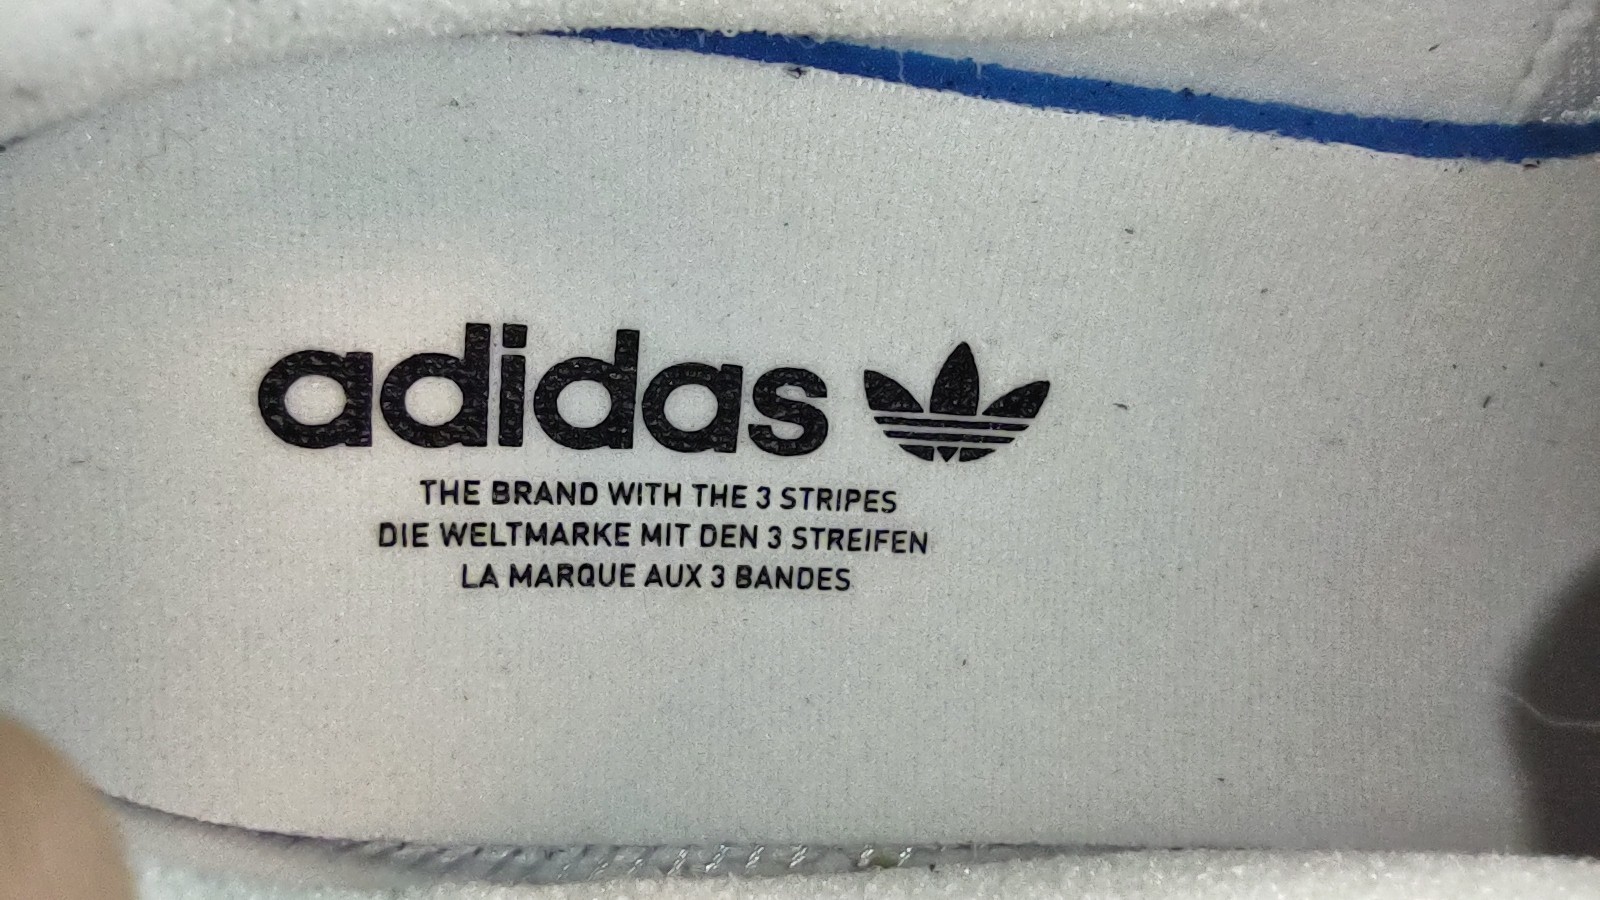 adidas
THE BRAND WITH THE 3 STRIPES
DIE WELTMARKE MIT DEN 3 STREIFEN
LA MARQUE AUX 3 BANDES